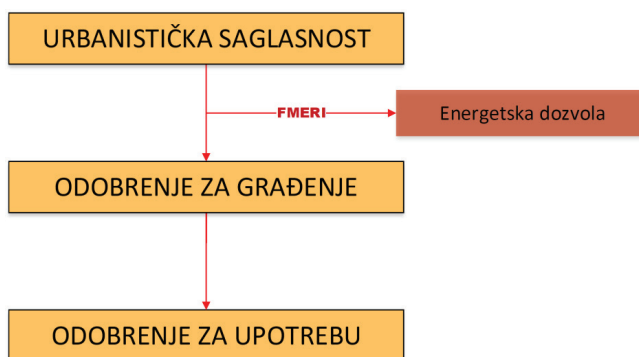 URBANISTIČKA SAGLASNOST
FMERI
Energetska dozvola
ODOBRENJE ZA GRAĐENJE
ODOBRENJE ZA UPOTREBU